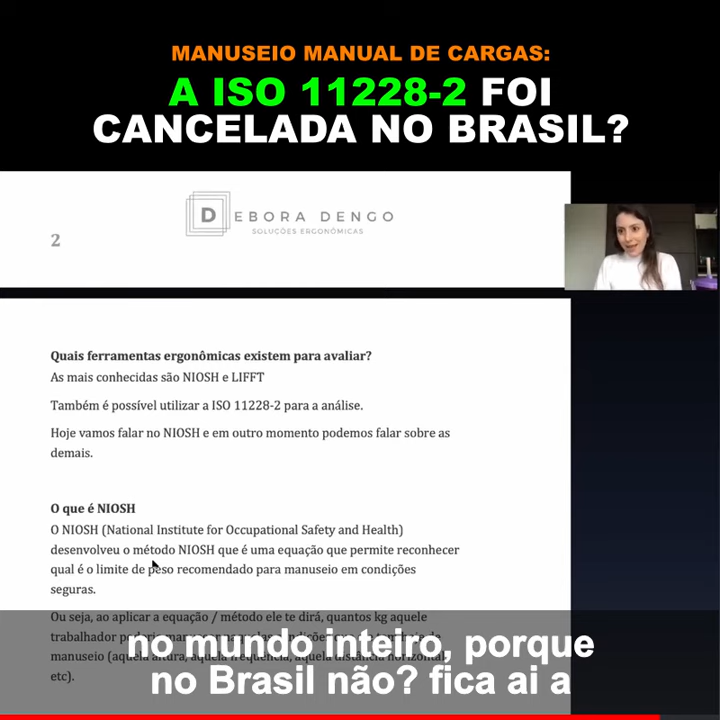 MANUSEIO MANUAL DE CARGAS:
A ISO 11228-2 FOI
CANCELADA NO BRASIL?
DEBORA DENGO
SOLUÇÕES ERGONÔMICAS
2
Quais ferramentas ergonômicas existem para avaliar?
As mais conhecidas são NIOSH e LIFFT
Também é possível utilizar a ISO 11228-2 para a análise.
Hoje vamos falar no NIOSH e em outro momento podemos falar sobre as
demais.
O que é NIOSH
O NIOSH (National Institute for Occupational Safety and Health)
desenvolveu o método NIOSH que é uma equação que permite reconhecer
qual é o limite de peso recomendado para manuseio em condições
seguras.
Ou seja, ao aplicar a equação / método ele te dirá, quantos kg aquele
trabalhador
manuseio (aquela altura, aquela frequência, aquela distância horizontal
etc).
no mundo inteiro, porque
no Brasil não? fica ai a